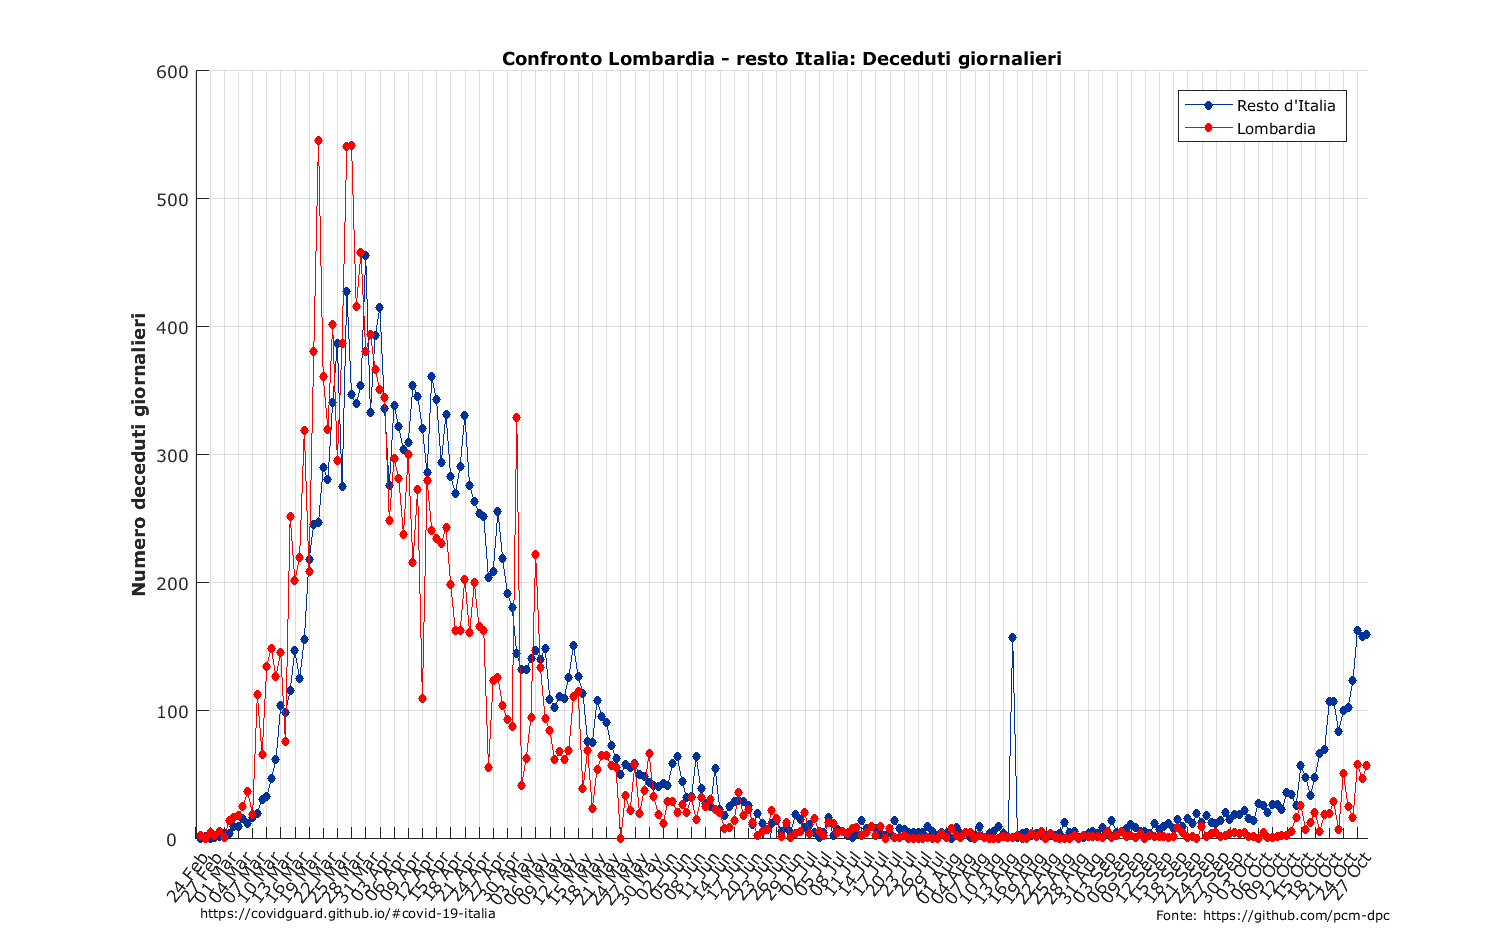 Confronto Lombardia - resto Italia: Deceduti giornalieri
Resto d'Italia
Lombardia
Numero deceduti giornalieri
600
500
400
300
200
100
0
24 Feb
27 Feb
01 Mar
04 Mar
07 Mar
10 Mar
13 Mar
16 Mar
19 Mar
22 Mar
25 Mar
28 Mar
31 Mar
03 Apr
06 Apr
09 Apr
12 Apr
15 Apr
18 Apr
21 Apr
24 Apr
27 Apr
30 Apr
03 May
06 May
09 May
12 May
15 May
18 May
21 May
24 May
27 May
30 May
02 Jun
05 Jun
08 Jun
11 Jun
14 Jun
17 Jun
20 Jun
23 Jun
26 Jun
29 Jun
02 Jul
05 Jul
08 Jul
11 Jul
14 Jul
17 Jul
20 Jul
23 Jul
26 Jul
29 Jul
01 Aug
04 Aug
07 Aug
10 Aug
13 Aug
16 Aug
19 Aug
22 Aug
25 Aug
28 Aug
31 Aug
03 Sep
06 Sep
09 Sep
12 Sep
15 Sep
18 Sep
21 Sep
24 Sep
27 Sep
30 Sep
03 Oct
06 Oct
09 Oct
12 Oct
15 Oct
18 Oct
21 Oct
24 Oct
27 Oct
https://covidguard.github.io/#covid-19-italia
Fonte: https://github.com/pcm-dpc